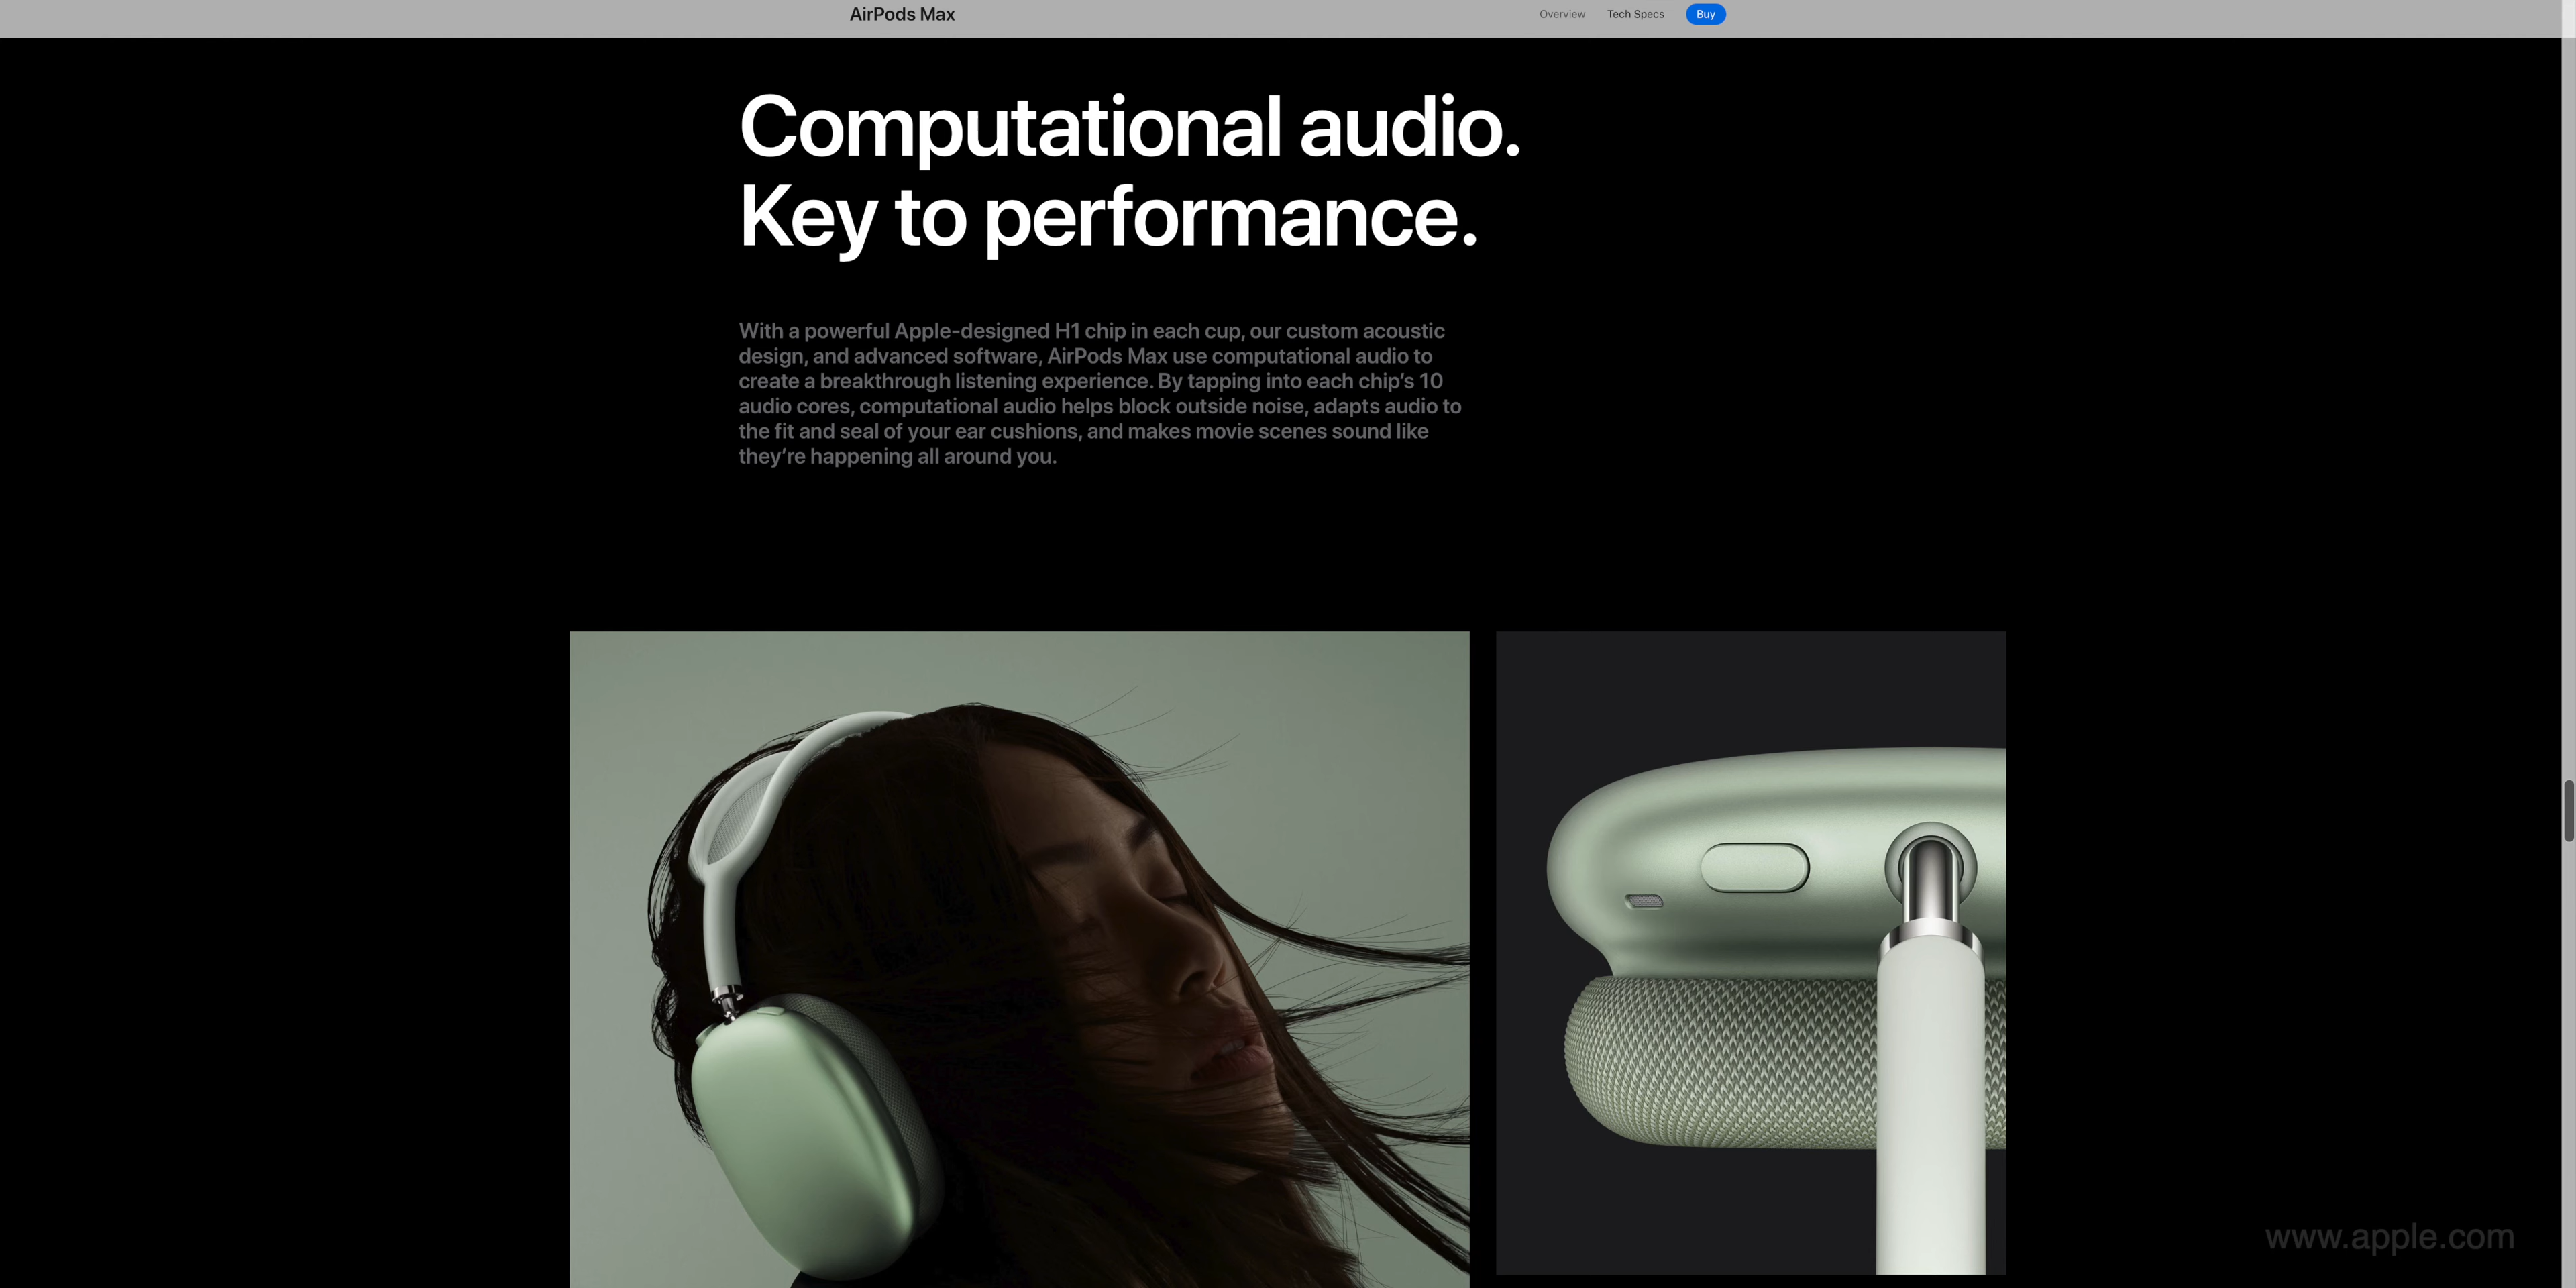 AirPods Max
Overview
Tech Specs
Buy
Computational audio.
Key to performance.
With a powerful Apple-designed H1 chip in each cup, our custom acoustic
design, and advanced software, AirPods Max use computational audio to
create a breakthrough listening experience. By tapping into each chip’s 10
audio cores, computational audio helps block outside noise, adapts audio to
the fit and seal of your ear cushions, and makes movie scenes sound like
they’re happening all around you.
www.apple.com